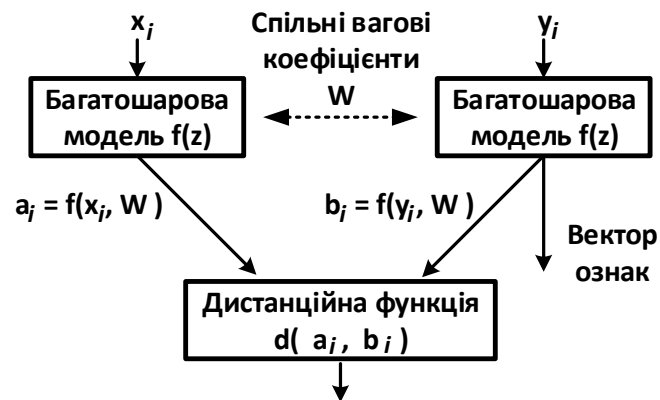 x_i
Спільні вагові
коефіцієнти
W
y_i
Багатошарова
модель f(z)
Багатошарова
модель f(z)
a_i = f(x_i, W )
b_i = f(y_i, W )
Вектор
ознак
Дистанційна функція
d( a_i, b_i )